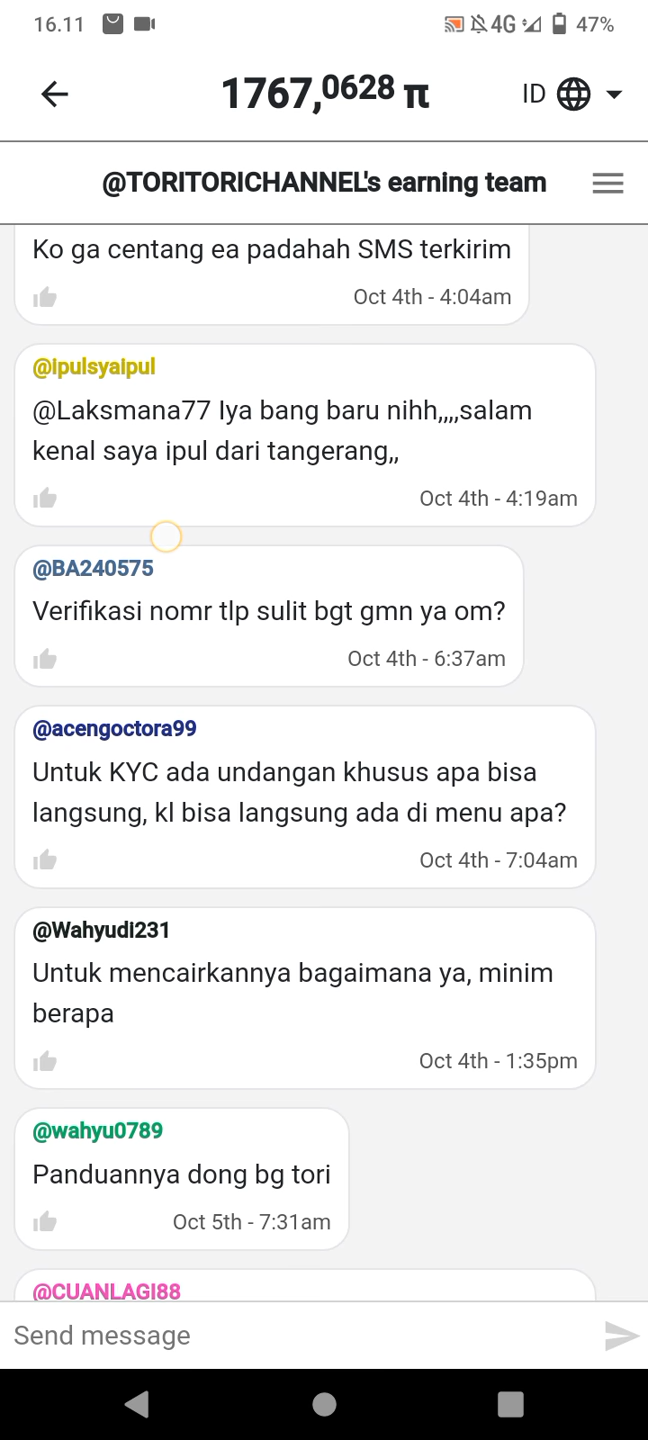 16.11
4G
47%
1767,0628 π
ID
@TORITORICHANNEL's earning team
Ko ga centang ea padahah SMS terkirim
Oct 4th - 4:04am
@ipulsyaipul
@Laksmana77 Iya bang baru nihh,,,,salam
kenal saya ipul dari tangerang,,
Oct 4th - 4:19am
@BA240575
Verifikasi nomr tlp sulit bgt gmn ya om?
Oct 4th - 6:37am
@acengoctora99
Untuk KYC ada undangan khusus apa bisa
langsung, kl bisa langsung ada di menu apa?
Oct 4th - 7:04am
@Wahyudi231
Untuk mencairkannya bagaimana ya, minim
berapa
Oct 4th - 1:35pm
@wahyu0789
Panduannya dong bg tori
Oct 5th - 7:31am
@CUANLAGI88
Send message